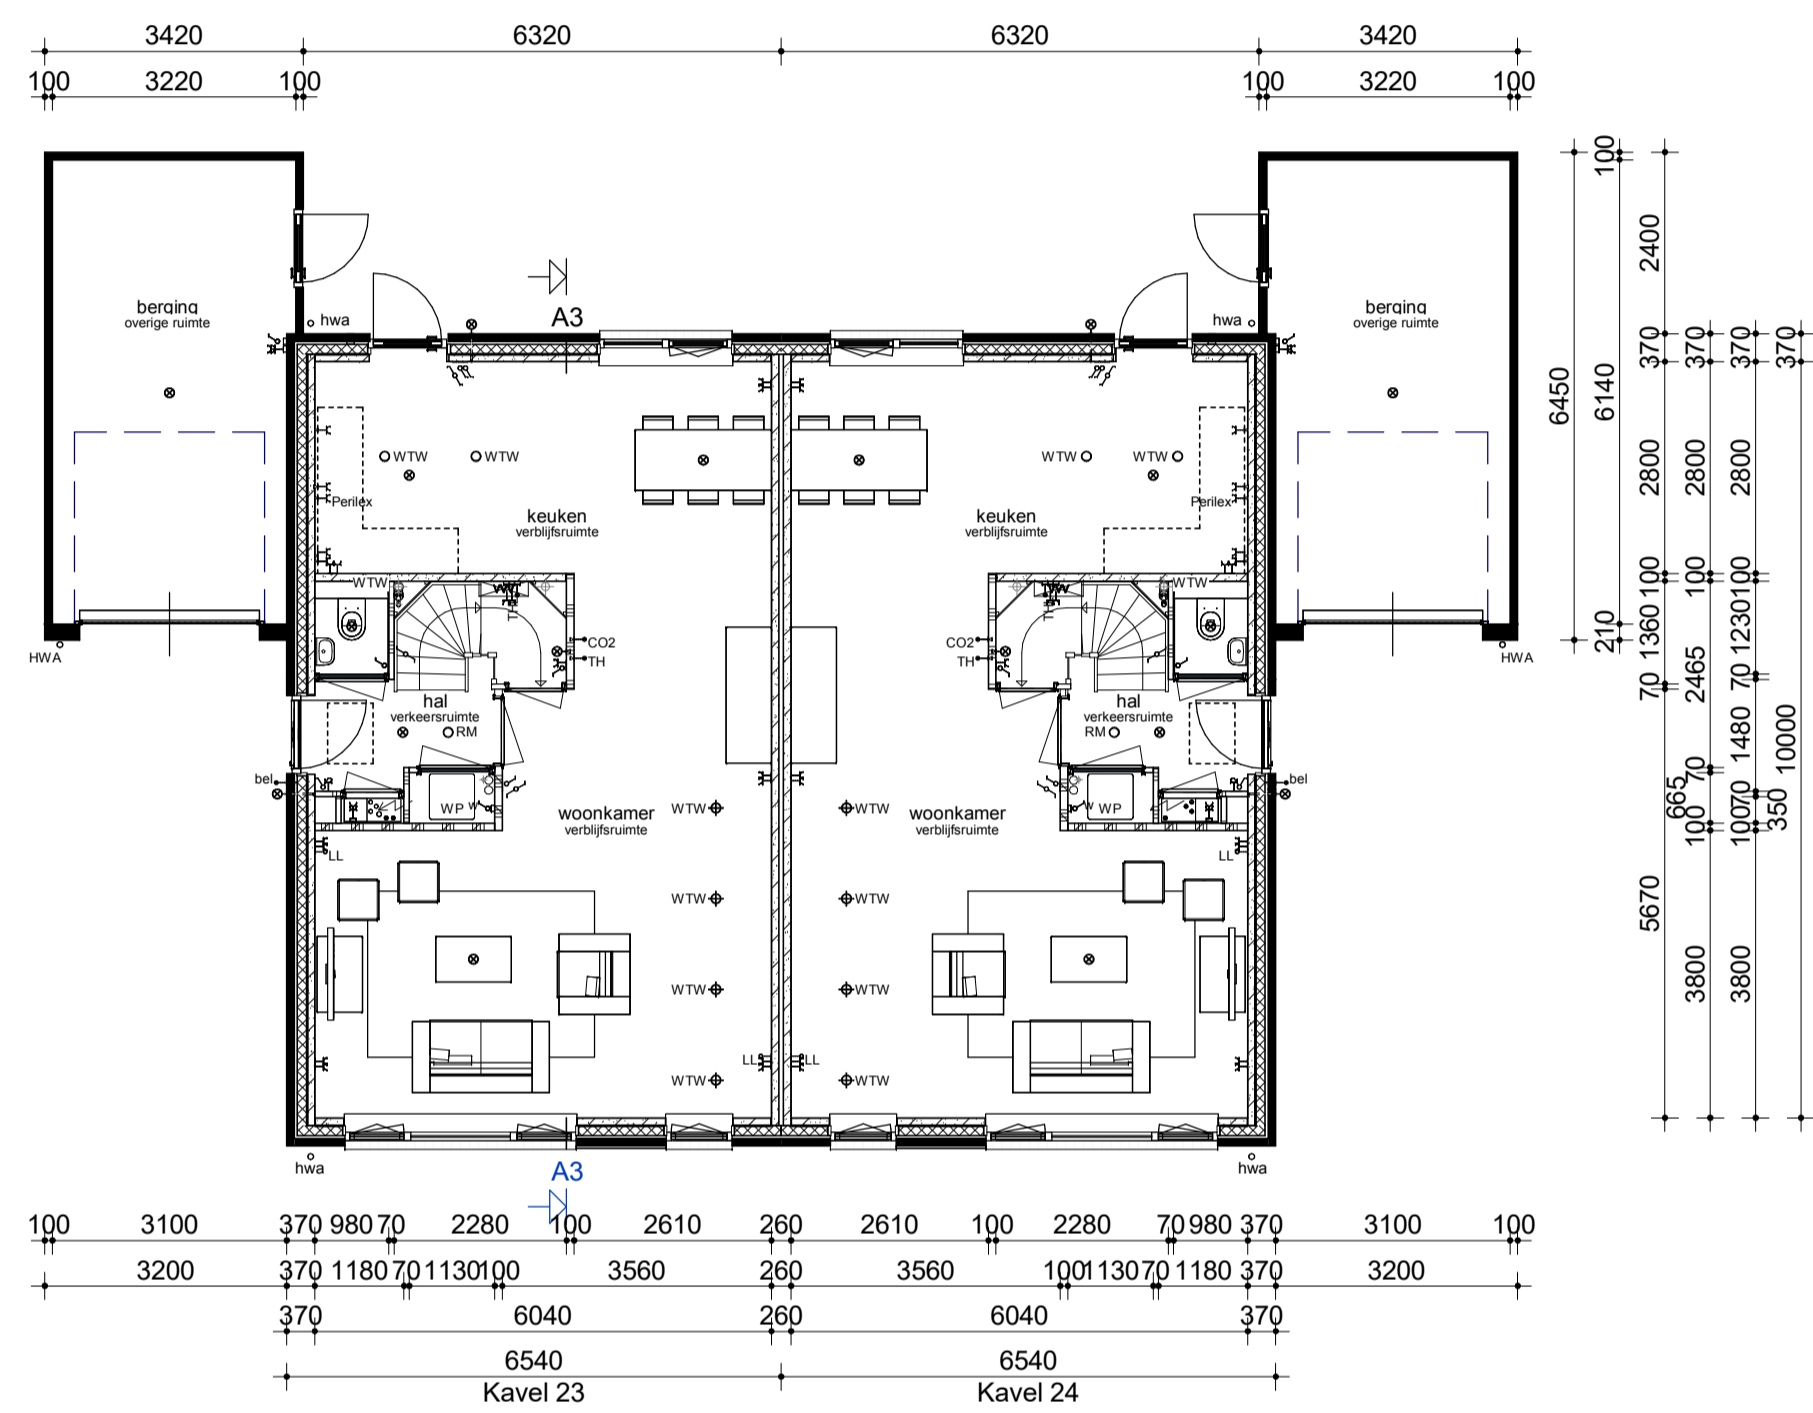 3420 6320 6320 3420
100 3220 100 100 3220 100
A3
berging
overige ruimte
hwa
hwa
berging
overige ruimte
WTW WTW
WTW WTW
Perilex
Perilex
keuken
verblijfsruimte
keuken
verblijfsruimte
WTW
WTW
TH
TH
CO2
TH
CO2
TH
HWA
HWA
hal
verkeersruimte
RM
hal
verkeersruimte
RM
bel
bel
WP
w
w
WP
woonkamer
verblijfsruimte
woonkamer
verblijfsruimte
WTW WTW
LL
LL
WTW WTW
WTW WTW
LL LL
WTW WTW
hwa
hwa
A3
6450
100
6140
210
2400
370
2800
100
1360
70
5670
370
2800
100
2465
665
100
3800
370
2800
100
1230
70
1480
70
70
100
3800
370
10000
350
100 3100 370 980 70 2280 100 2610 260 2610 100 2280 70 980 370 3100 100
3200 370 1180 70 1130 100 3560 260 3560 100 1130 70 1180 370 3200
370 6040 260 6040 370
6540 6540
Kavel 23 Kavel 24